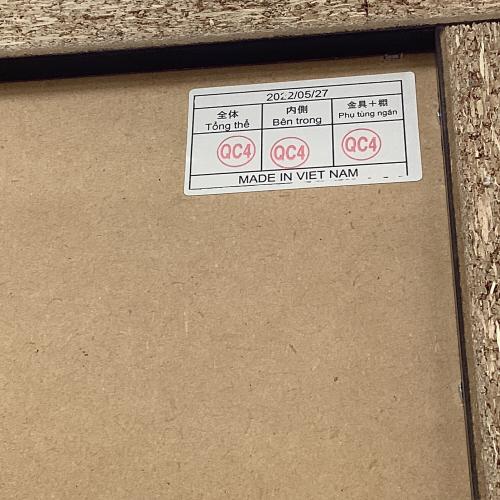 2022/05/27
全体 内側 金具＋棚
Tổng thể Bên trong Phụ tùng ngăn
QC4 QC4 QC4
MADE IN VIET NAM